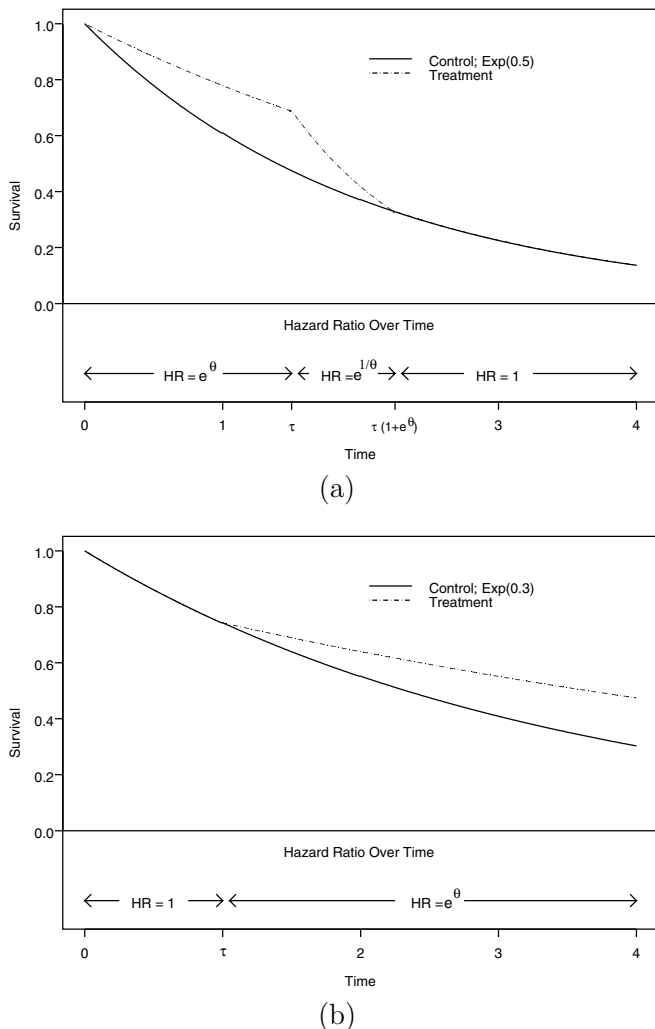 1.0
0.8
0.6
0.4
0.2
0.0
Survival
Control; Exp(0.5)
Treatment
Hazard Ratio Over Time
HR = e^θ
HR = e^1/θ
HR = 1
0 1 τ τ (1+e^θ) 3 4
Time
(a)
1.0
0.8
0.6
0.4
0.2
0.0
Survival
Control; Exp(0.3)
Treatment
Hazard Ratio Over Time
HR = 1
HR = e^θ
0 τ 2 3 4
Time
(b)